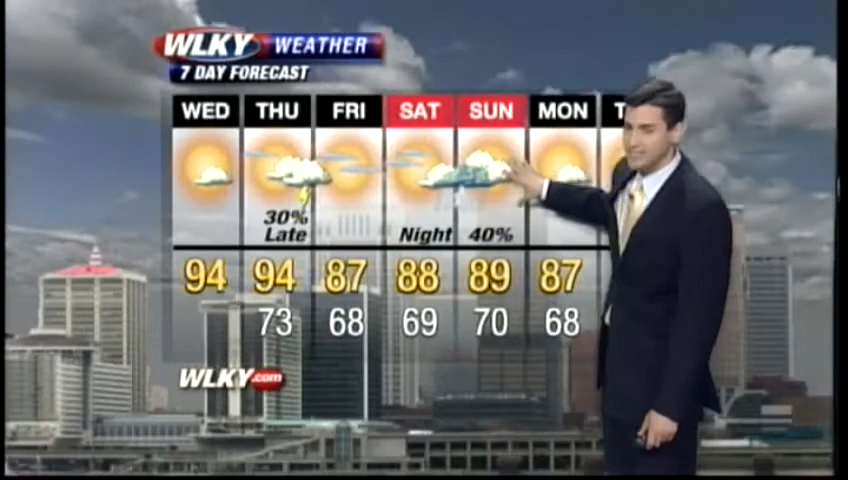 WLKY WEATHER
7 DAY FORECAST
WED THU FRI SAT SUN MON T
30% Late
Night 40%
94 94 87 88 89 87
73 68 69 70 68
WLKY.com